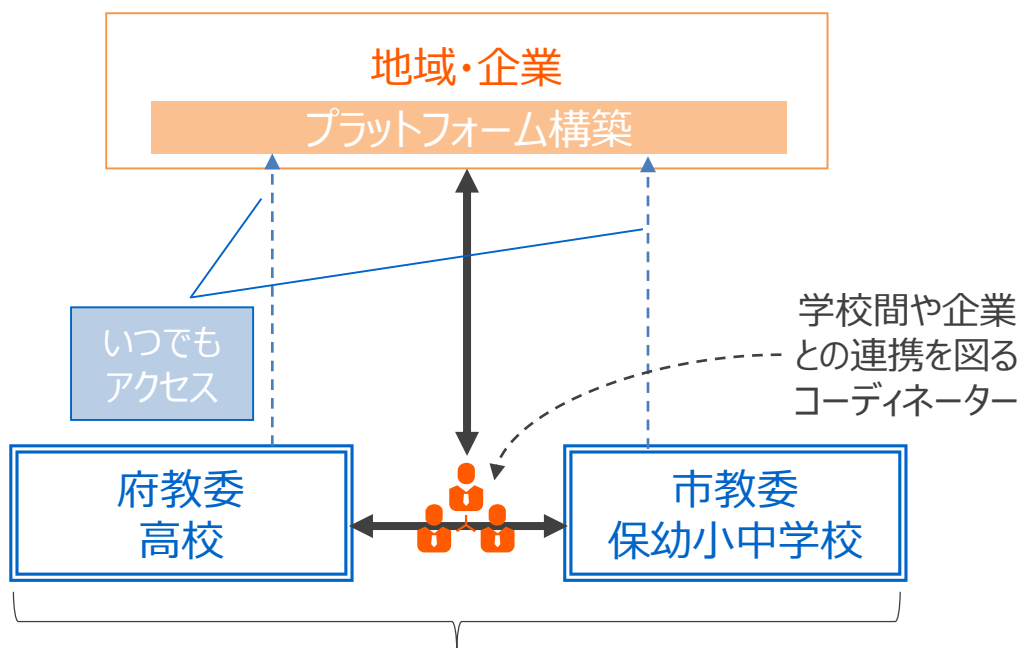 地域・企業
プラットフォーム構築
いつでも
アクセス
学校間や企業
との連携を図る
コーディネーター
府教委
高校
市教委
保幼小中学校